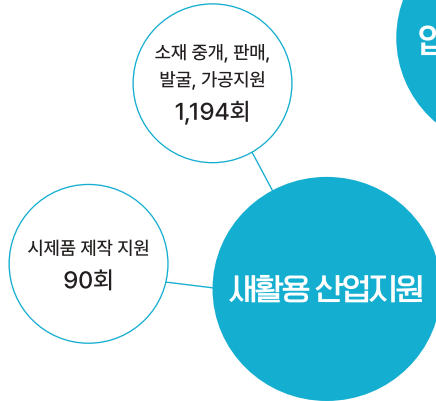 소재 중개, 판매,
발굴, 가공지원
1,194회
시제품 제작 지원
90회
새활용 산업지원